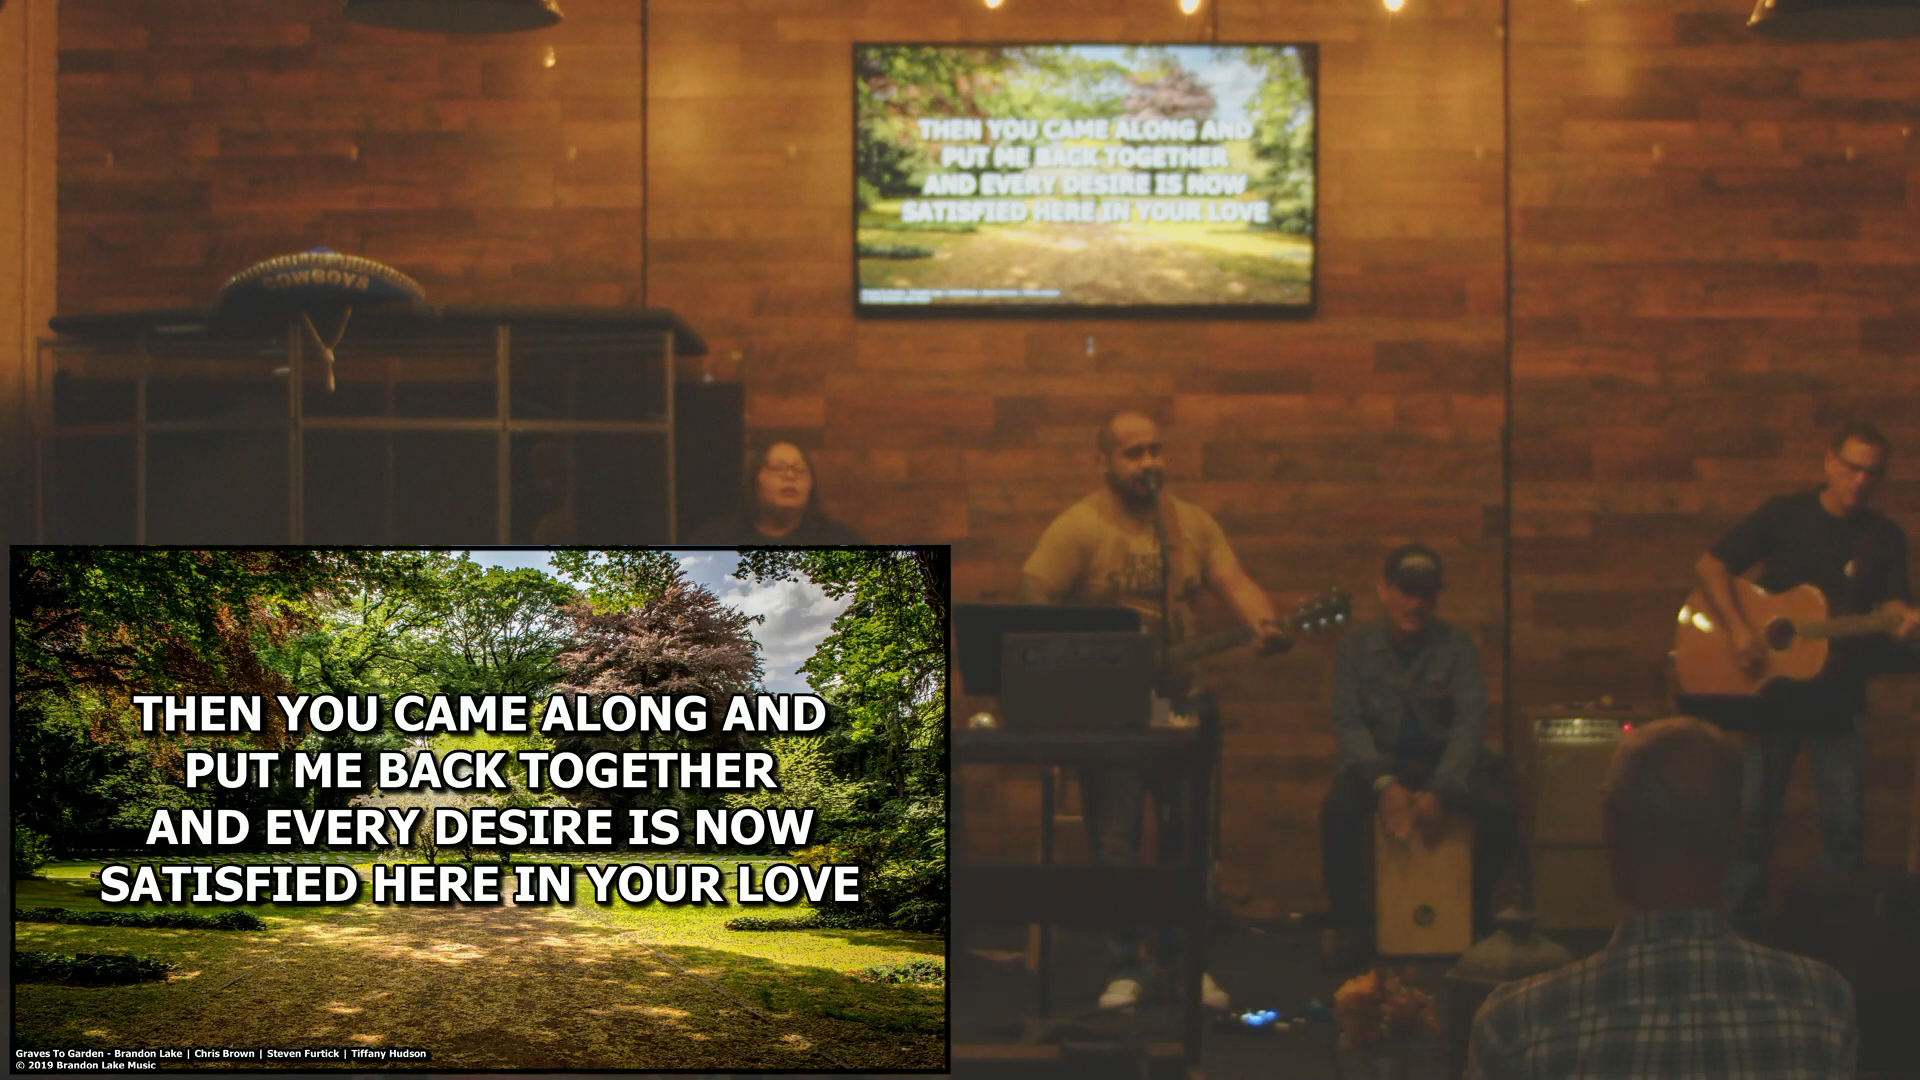 THEN YOU CAME ALONG AND
PUT ME BACK TOGETHER
AND EVERY DESIRE IS NOW
SATISFIED HERE IN YOUR LOVE
COWBOYS
THEN YOU CAME ALONG AND
PUT ME BACK TOGETHER
AND EVERY DESIRE IS NOW
SATISFIED HERE IN YOUR LOVE
Graves To Garden - Brandon Lake | Chris Brown | Steven Furtick | Tiffany Hudson
© 2019 Brandon Lake Music